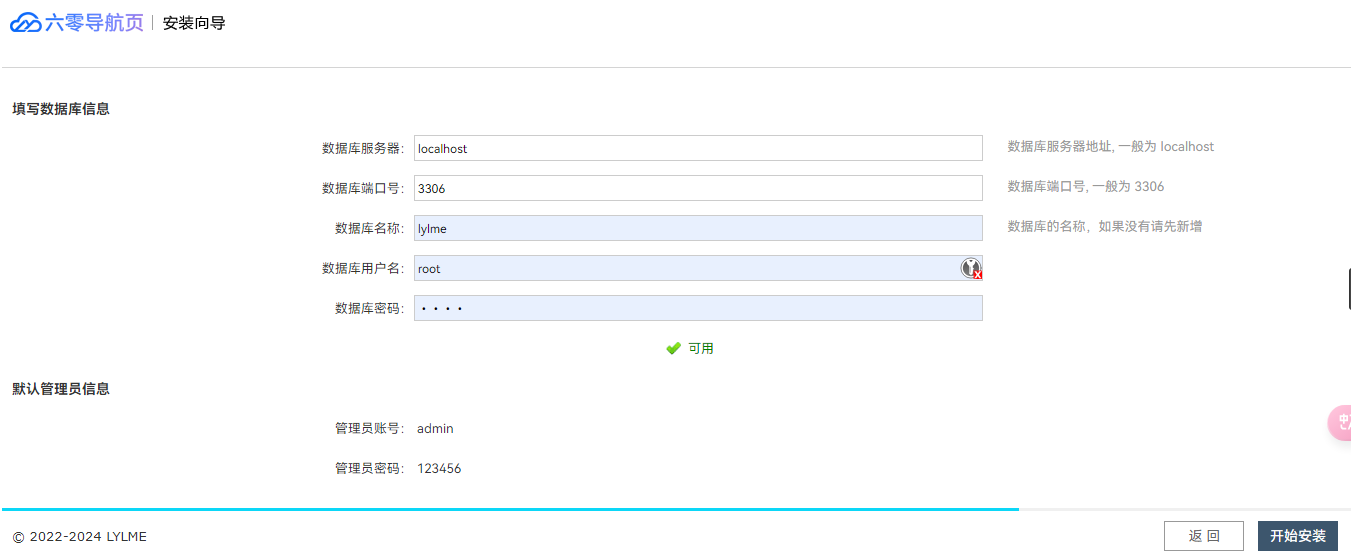 六零导航页 | 安装向导
填写数据库信息
数据库服务器: localhost 数据库服务器地址, 一般为 localhost
数据库端口号: 3306 数据库端口号, 一般为 3306
数据库名称: lylme 数据库的名称，如果没有请先新增
数据库用户名: root
数据库密码: ····
可用
默认管理员信息
管理员账号: admin
管理员密码: 123456
© 2022-2024 LYLME 返 回 开始安装